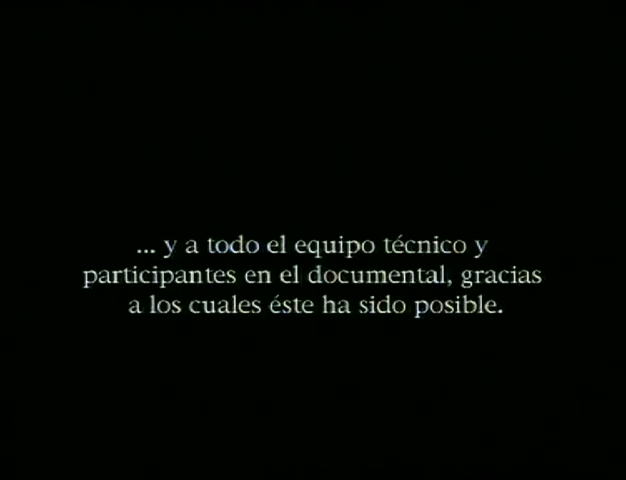 ... y a todo el equipo técnico y
participantes en el documental, gracias
a los cuales éste ha sido posible.